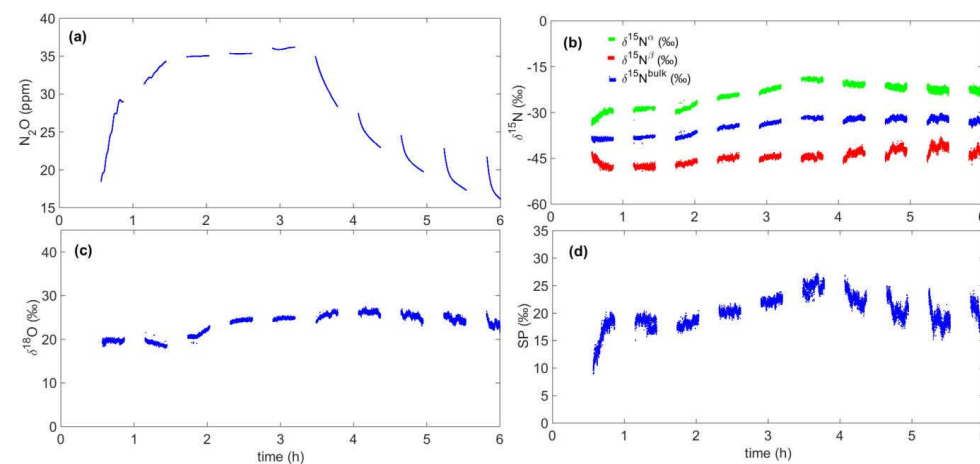 (a)
40
35
30
25
20
15
N₂O (ppm)
0 1 2 3 4 5 6
(b)
δ¹⁵Nᵅ (‰)
δ¹⁵Nᵝ (‰)
δ¹⁵Nᵇᵘˡᵏ (‰)
0
-15
-30
-45
-60
δ¹⁵N (‰)
0 1 2 3 4 5 6
(c)
40
30
20
10
0
δ¹⁸O (‰)
0 1 2 3 4 5 6
time (h)
(d)
35
30
25
20
15
10
5
0
SP (‰)
0 1 2 3 4 5 6
time (h)